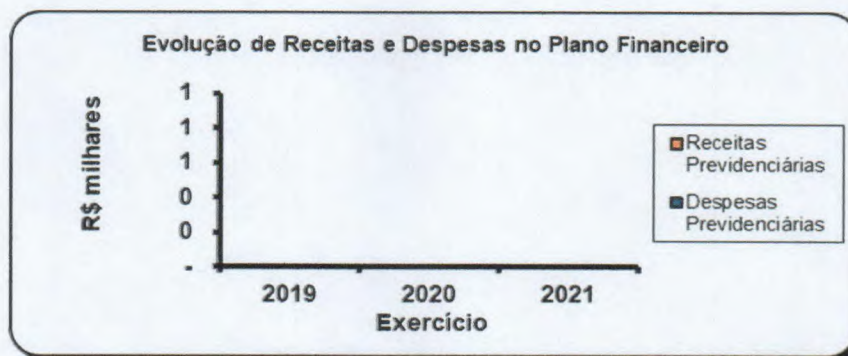 Evolução de Receitas e Despesas no Plano Financeiro
R$ milhares
1
1
1
0
0
-
2019 2020 2021
Exercício
Receitas
Previdenciárias
Despesas
Previdenciárias